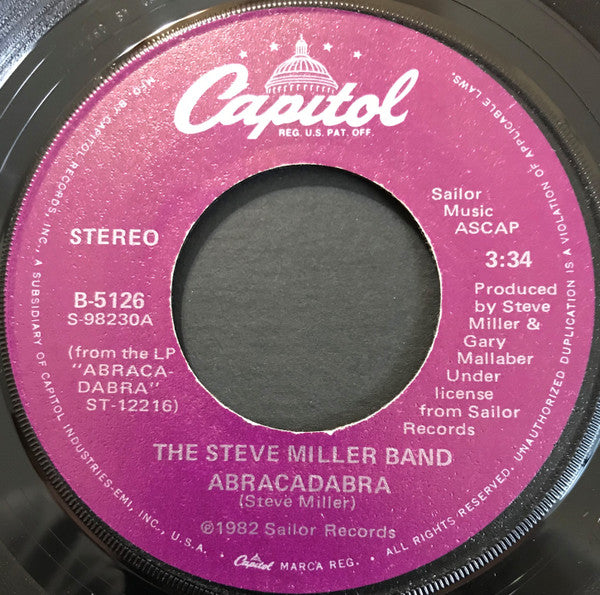 Capitol
REG. U.S. PAT. OFF.
STEREO
B-5126
S-98230A
(from the LP
"ABRACA-
DABRA"
ST-12216)
Sailor
Music
ASCAP
3:34
Produced
by Steve
Miller &
Gary
Mallaber
Under
license
from Sailor
Records
THE STEVE MILLER BAND
ABRACADABRA
(Steve Miller)
℗1982 Sailor Records
MFD. BY CAPITOL RECORDS, INC., A SUBSIDIARY OF CAPITOL INDUSTRIES-EMI, INC., U.S.A. • Capitol MARCA REG. • ALL RIGHTS RESERVED. UNAUTHORIZED DUPLICATION IS A VIOLATION OF APPLICABLE LAWS.